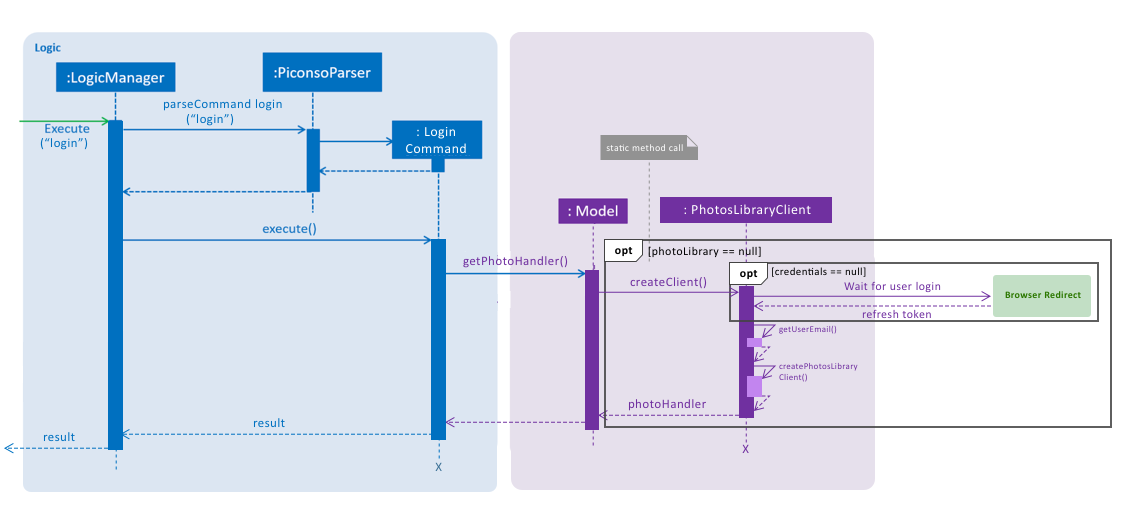 Logic
:LogicManager
:PiconsoParser
parseCommand login
(“login”)
Execute
(“login”)
: Login
Command
static method call
: Model
: PhotosLibraryClient
execute()
opt
[photoLibrary == null]
getPhotoHandler()
opt
[credentials == null]
createClient()
Wait for user login
Browser Redirect
refresh token
getUserEmail()
createPhotosLibrary
Client()
photoHandler
result
result
X
X